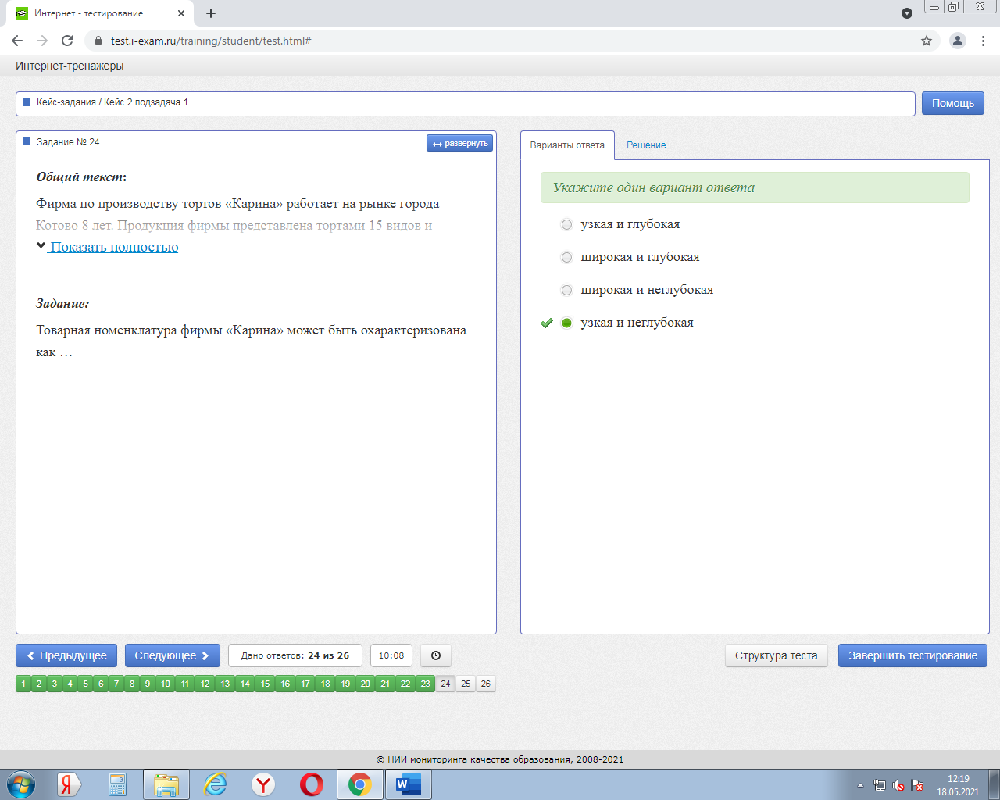 Интернет - тестирование
test.i-exam.ru/training/student/test.html#
Интернет-тренажеры
Кейс-задания / Кейс 2 подзадача 1
Помощь
Задание № 24
развернуть
Общий текст:
Фирма по производству тортов «Карина» работает на рынке города
Котово 8 лет. Продукция фирмы представлена тортами 15 видов и
Показать полностью
Задание:
Товарная номенклатура фирмы «Карина» может быть охарактеризована
как …
Варианты ответа
Решение
Укажите один вариант ответа
узкая и глубокая
широкая и глубокая
широкая и неглубокая
узкая и неглубокая
Предыдущее
Следующее
Дано ответов: 24 из 26
10:08
Структура теста
Завершить тестирование
1 2 3 4 5 6 7 8 9 10 11 12 13 14 15 16 17 18 19 20 21 22 23 24 25 26
© НИИ мониторинга качества образования, 2008-2021
12:19
18.05.2021